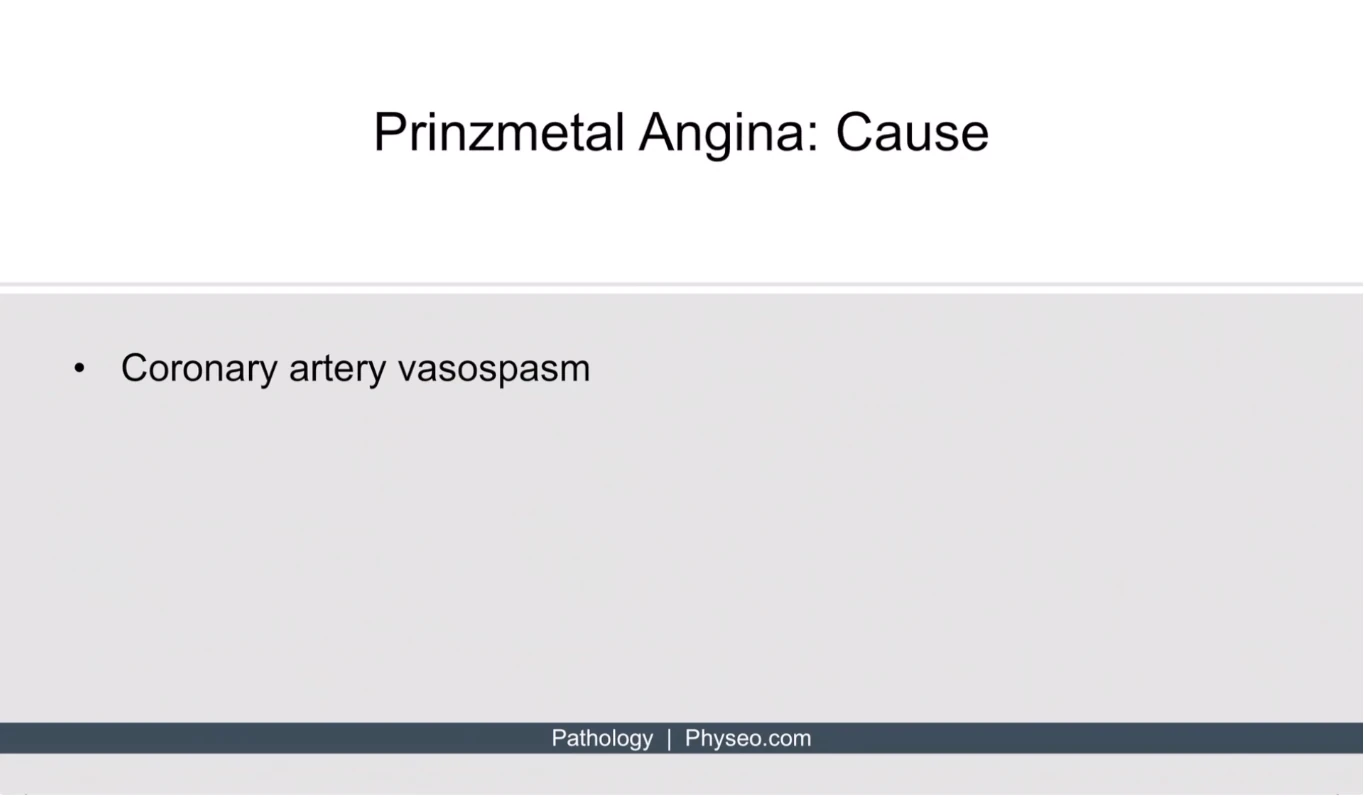 Prinzmetal Angina: Cause
• Coronary artery vasospasm
Pathology | Physeo.com